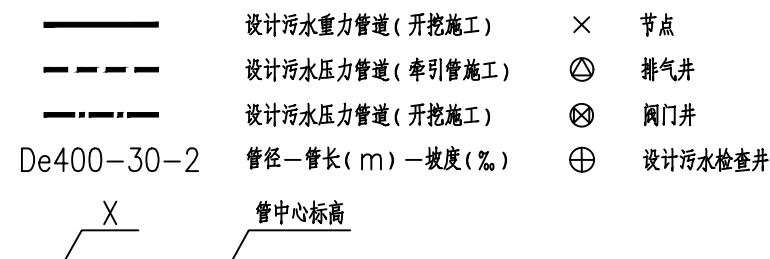 设计污水重力管道(开挖施工) × 节点
设计污水压力管道(牵引管施工) 排气井
设计污水压力管道(开挖施工) 阀门井
De400-30-2 管径—管长(m)—坡度(‰) 设计污水检查井
X 管中心标高